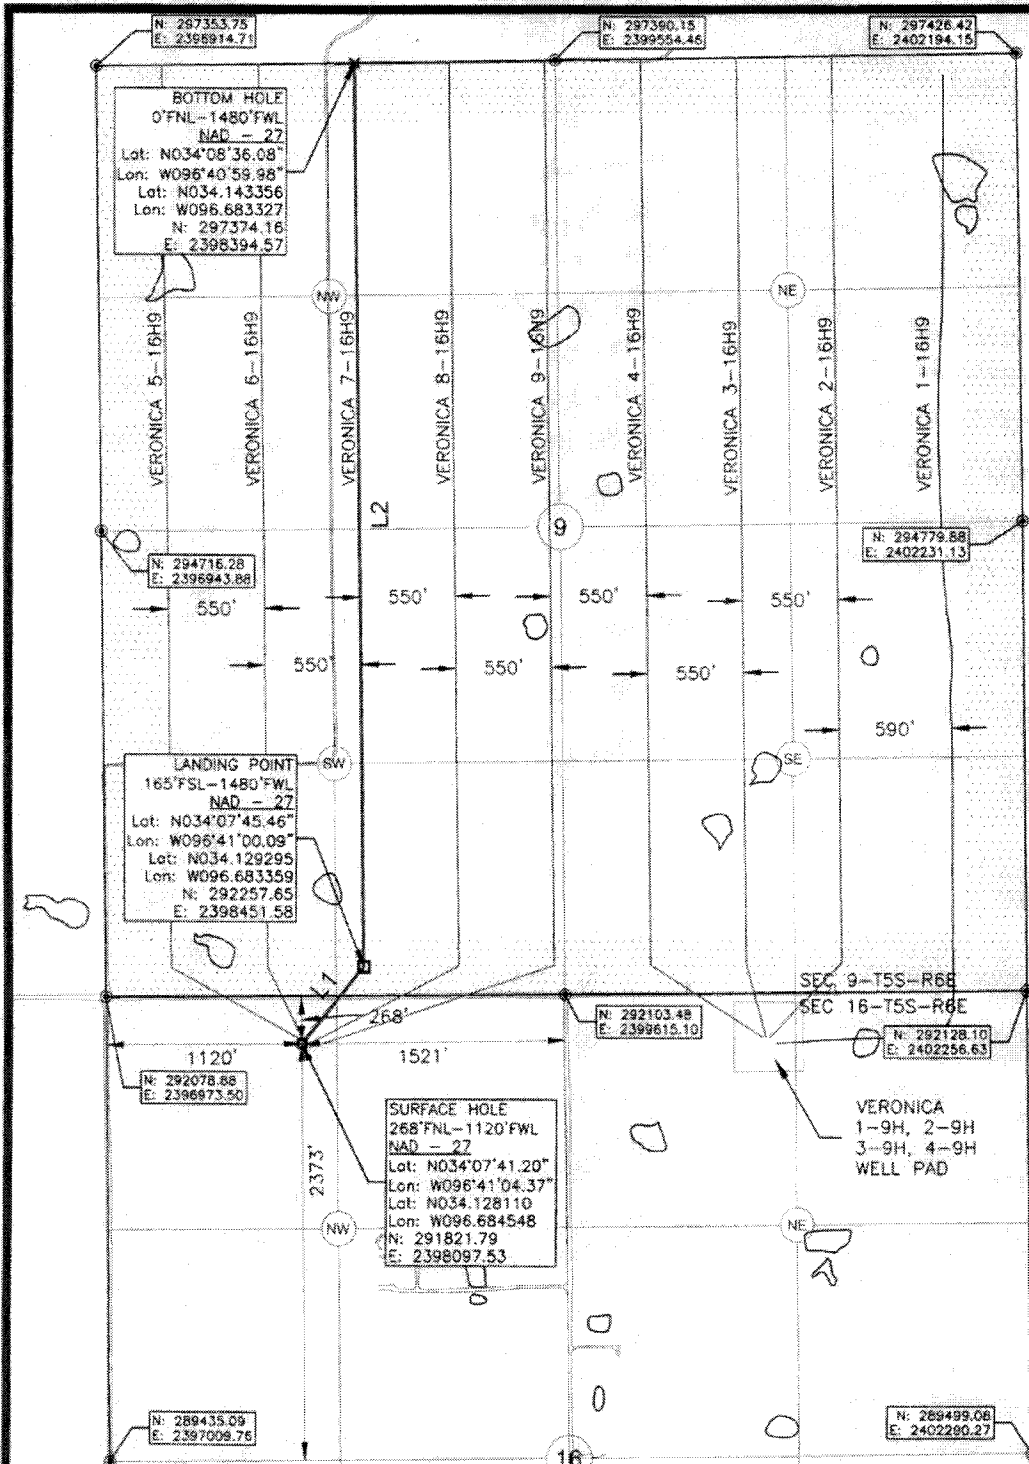 N: 297353.75
E: 2396914.71
N: 297390.15
E: 2399554.46
N: 297426.42
E: 2402194.15
BOTTOM HOLE
0'FNL-1480'FWL
NAD - 27
Lat: N034°08'36.08"
Lon: W096°40'59.98"
Lat: N034.143356
Lon: W096.683327
N: 297374.16
E: 2398394.57
NW
NE
VERONICA 5-16H9
VERONICA 6-16H9
VERONICA 7-16H9
VERONICA 8-16H9
VERONICA 9-16H9
VERONICA 4-16H9
VERONICA 3-16H9
VERONICA 2-16H9
VERONICA 1-16H9
L2
9
N: 294716.28
E: 2396943.88
N: 294779.88
E: 2402231.13
550'
550'
550'
550'
550'
550'
550'
590'
LANDING POINT
165'FSL-1480'FWL
NAD - 27
Lat: N034°07'45.46"
Lon: W096°41'00.09"
Lat: N034.129295
Lon: W096.683359
N: 292257.65
E: 2398451.58
SW
SE
L1
SEC 9-T5S-R6E
SEC 16-T5S-R6E
268'
N: 292103.48
E: 2399615.10
N: 292128.10
E: 2402256.63
1120'
1521'
N: 292078.88
E: 2396973.50
SURFACE HOLE
268'FNL-1120'FWL
NAD - 27
Lat: N034°07'41.20"
Lon: W096°41'04.37"
Lat: N034.128110
Lon: W096.684548
N: 291821.79
E: 2398097.53
VERONICA
1-9H, 2-9H
3-9H, 4-9H
WELL PAD
2373'
NW
NE
N: 289435.09
E: 2397009.76
N: 289499.08
E: 2402280.27
16